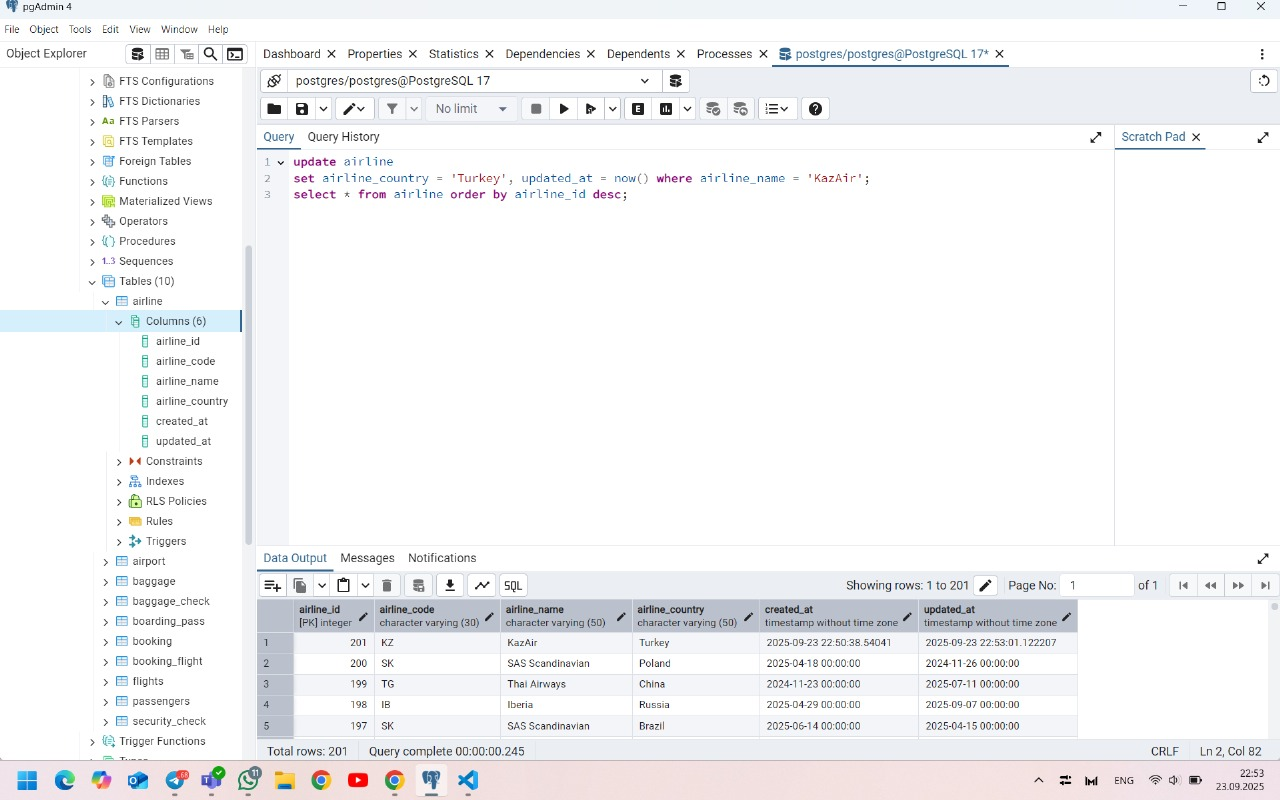 pgAdmin 4
File Object Tools Edit View Window Help
Object Explorer
Dashboard Properties Statistics Dependencies Dependents Processes postgres/postgres@PostgreSQL 17*
postgres/postgres@PostgreSQL 17
No limit
E
Query Query History
Scratch Pad
1 update airline
2 set airline_country = 'Turkey', updated_at = now() where airline_name = 'KazAir';
3 select * from airline order by airline_id desc;
FTS Configurations
FTS Dictionaries
Aa FTS Parsers
FTS Templates
Foreign Tables
Functions
Materialized Views
Operators
Procedures
1..3 Sequences
Tables (10)
airline
Columns (6)
airline_id
airline_code
airline_name
airline_country
created_at
updated_at
Constraints
Indexes
RLS Policies
Rules
Triggers
airport
baggage
baggage_check
boarding_pass
booking
booking_flight
flights
passengers
security_check
Trigger Functions
Data Output Messages Notifications
SQL
Showing rows: 1 to 201
Page No: 1 of 1
airline_id airline_code airline_name airline_country created_at updated_at
[PK] integer character varying (30) character varying (50) character varying (50) timestamp without time zone timestamp without time zone
1 201 KZ KazAir Turkey 2025-09-23 22:50:38.54041 2025-09-23 22:53:01.122207
2 200 SK SAS Scandinavian Poland 2025-04-18 00:00:00 2024-11-26 00:00:00
3 199 TG Thai Airways China 2024-11-23 00:00:00 2025-07-11 00:00:00
4 198 IB Iberia Russia 2025-04-29 00:00:00 2025-09-07 00:00:00
5 197 SK SAS Scandinavian Brazil 2025-06-14 00:00:00 2025-04-15 00:00:00
Total rows: 201 Query complete 00:00:00.245 CRLF Ln 2, Col 82
68
11
ENG
22:53
23.09.2025